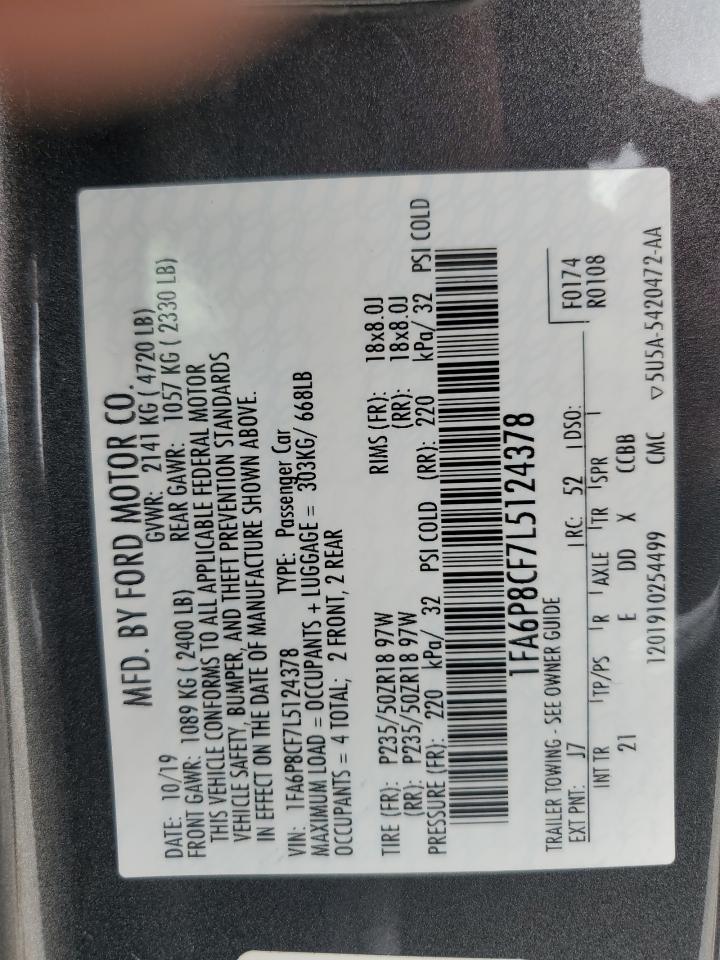 MFD. BY FORD MOTOR CO.
DATE: 10/19 GVWR: 2141 KG ( 4720 LB)
FRONT GAWR: 1089 KG ( 2400 LB) REAR GAWR: 1057 KG ( 2330 LB)
THIS VEHICLE CONFORMS TO ALL APPLICABLE FEDERAL MOTOR
VEHICLE SAFETY, BUMPER, AND THEFT PREVENTION STANDARDS
IN EFFECT ON THE DATE OF MANUFACTURE SHOWN ABOVE.
VIN: 1FA6P8CF7L5124378 TYPE: Passenger Car
MAXIMUM LOAD = OCCUPANTS + LUGGAGE = 303KG/ 668LB
OCCUPANTS = 4 TOTAL; 2 FRONT, 2 REAR
TIRE (FR): P235/50ZR18 97W RIMS (FR): 18x8.0J
(RR): P235/50ZR18 97W (RR): 18x8.0J
PRESSURE (FR): 220 kPa/ 32 PSI COLD (RR): 220 kPa/ 32 PSI COLD
1FA6P8CF7L5124378
TRAILER TOWING - SEE OWNER GUIDE
EXT PNT: J7 RC: 52 DSO: F0174
R0108
INT TR TP/PS R AXLE TR SPR
21 E DD X CCBB
1201910254499 CMC ▽5U5A-5420472-AA